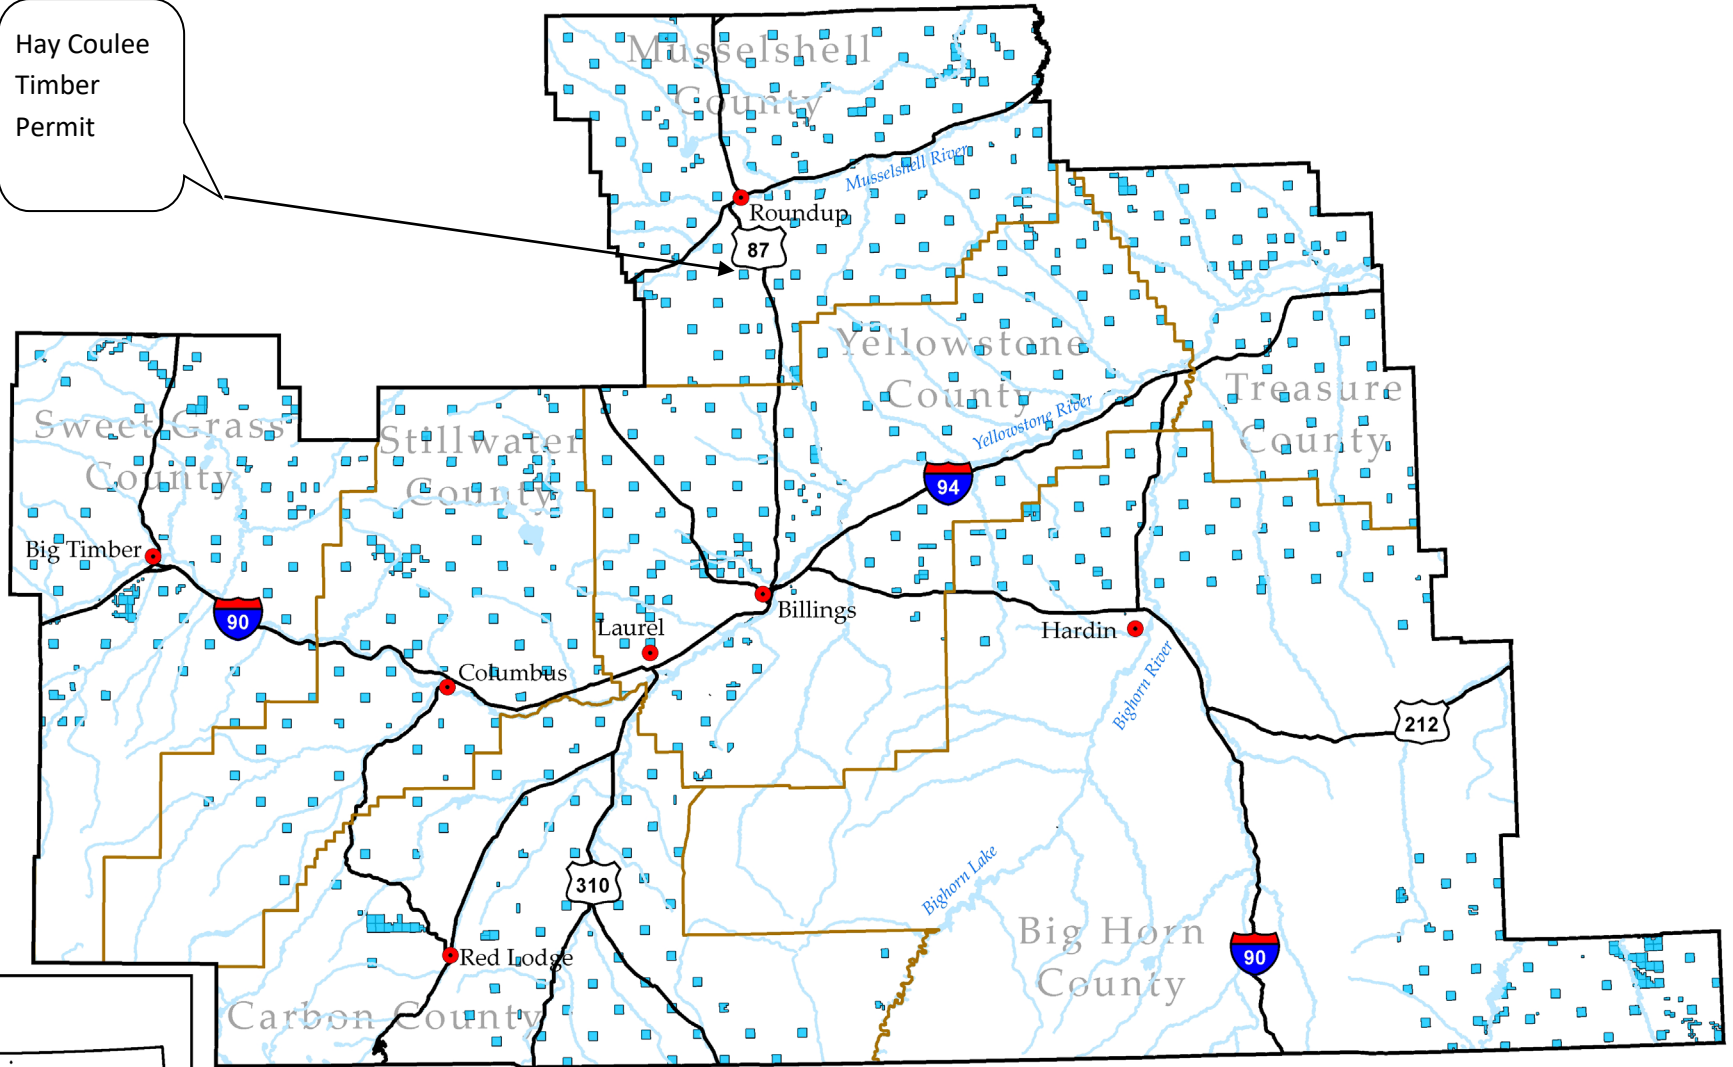 Hay Coulee
Timber
Permit
Musselshell
County
Musselshell River
Roundup
87
Yellowstone
County
Yellowstone River
Treasure
County
Sweet Grass
County
Stillwater
County
94
Big Timber
90
Billings
Laurel
Hardin
Columbus
Bighorn River
212
310
Bighorn Lake
Big Horn
County
90
Red Lodge
Carbon County